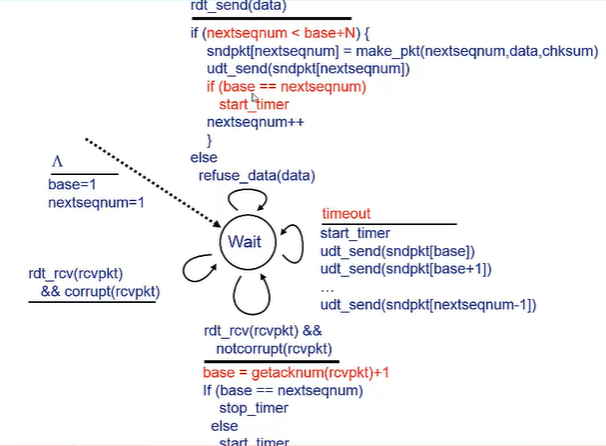 rdt_send(data)
if (nextseqnum < base+N) {
sndpkt[nextseqnum] = make_pkt(nextseqnum,data,chksum)
udt_send(sndpkt[nextseqnum])
if (base == nextseqnum)
start_timer
nextseqnum++
}
else
refuse_data(data)
Λ
base=1
nextseqnum=1
Wait
timeout
start_timer
udt_send(sndpkt[base])
udt_send(sndpkt[base+1])
…
udt_send(sndpkt[nextseqnum-1])
rdt_rcv(rcvpkt)
&& corrupt(rcvpkt)
rdt_rcv(rcvpkt) &&
notcorrupt(rcvpkt)
base = getacknum(rcvpkt)+1
If (base == nextseqnum)
stop_timer
else
start_timer